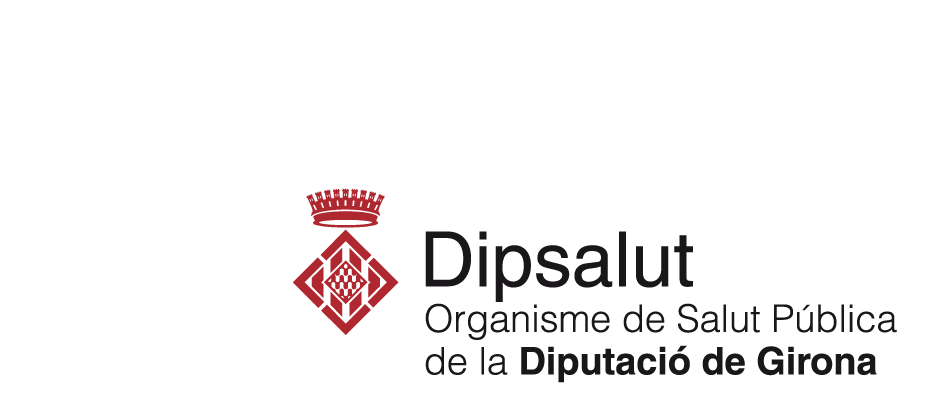 Dipsalut
Organisme de Salut Pública
de la Diputació de Girona